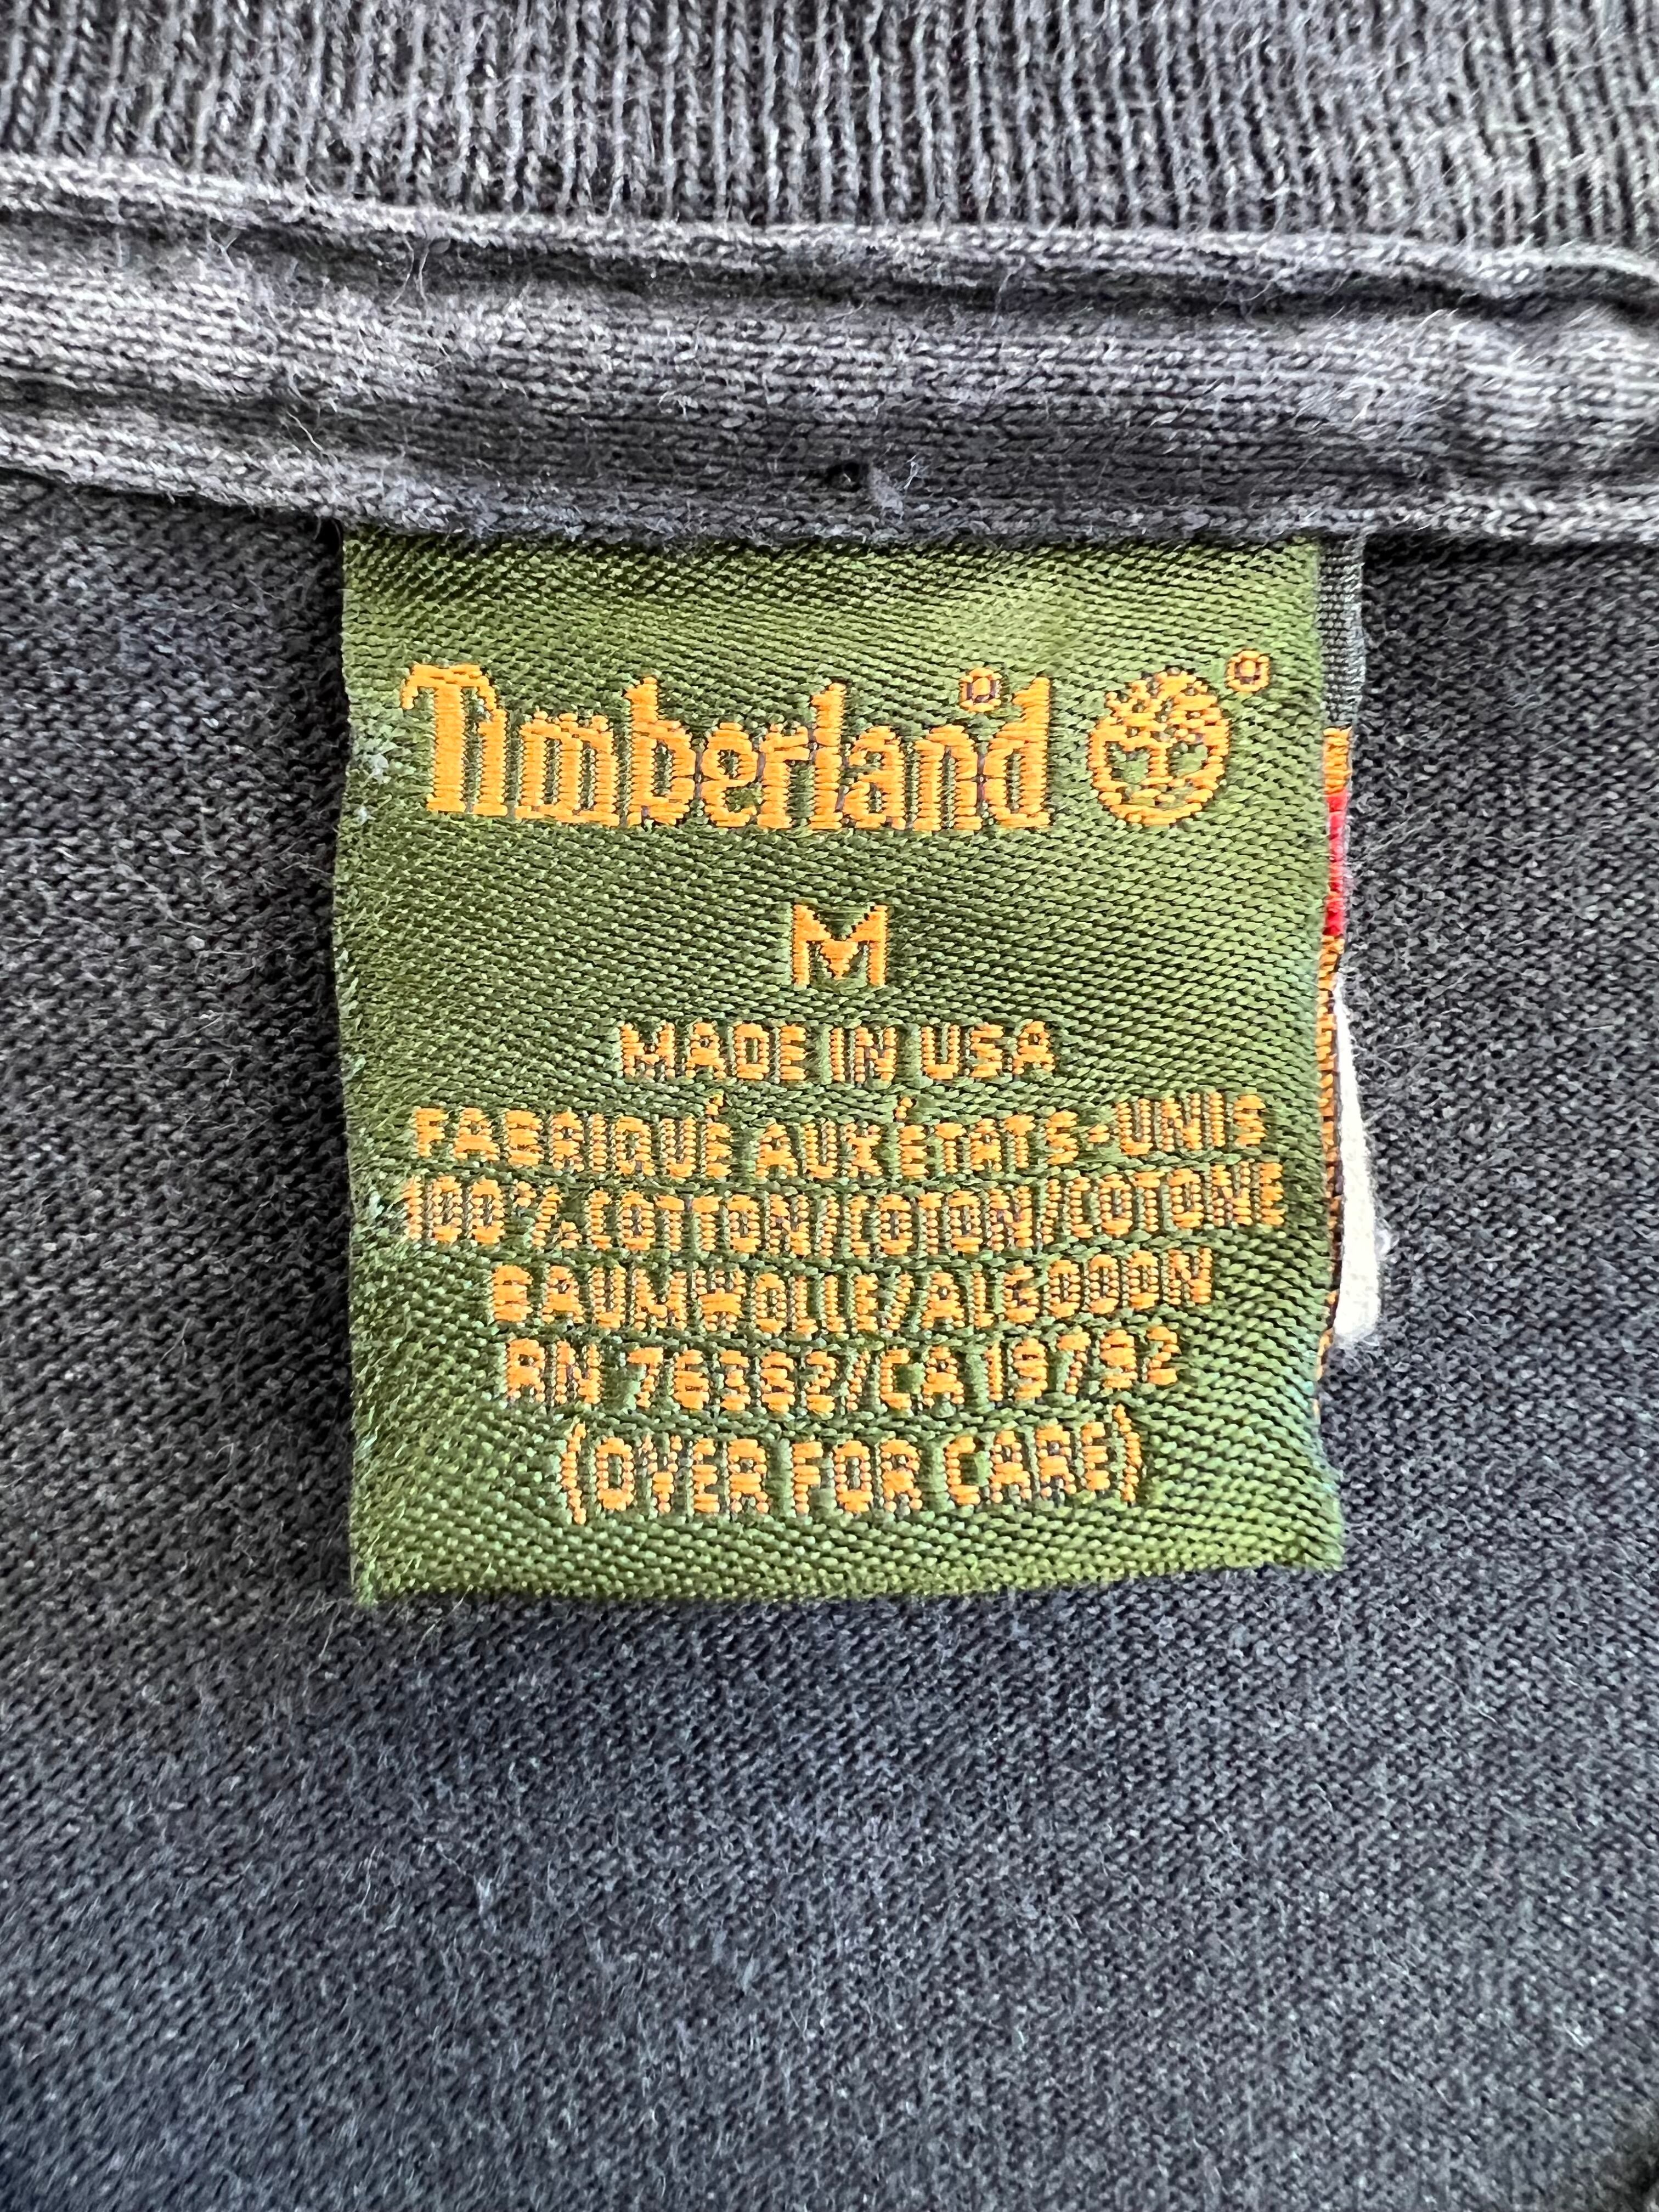 Timberland®
M
MADE IN USA
FABRIQUÉ AUX ÉTATS-UNIS
100% COTTON/COTON/COTONE
BAUMWOLLE/ALGODON
RN 76362/CA 19792
(OVER FOR CARE)